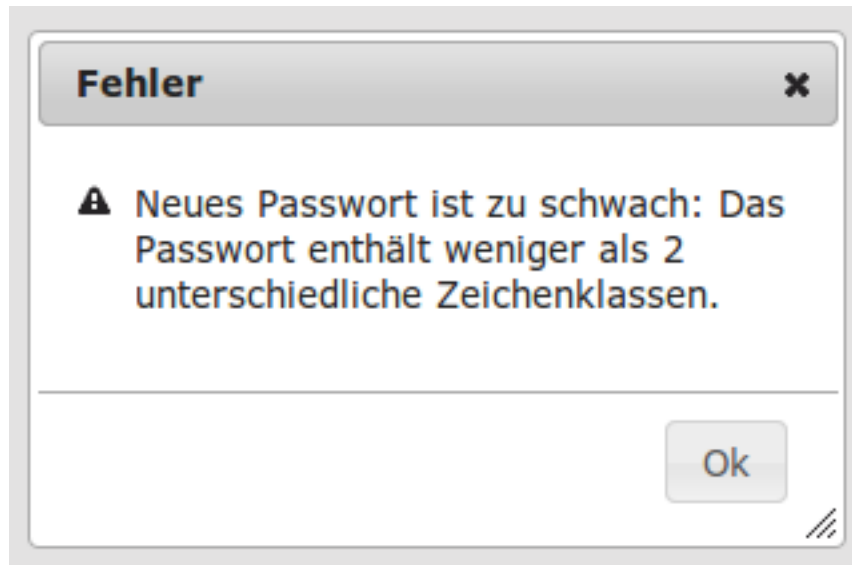 Fehler
Neues Passwort ist zu schwach: Das
Passwort enthält weniger als 2
unterschiedliche Zeichenklassen.
Ok